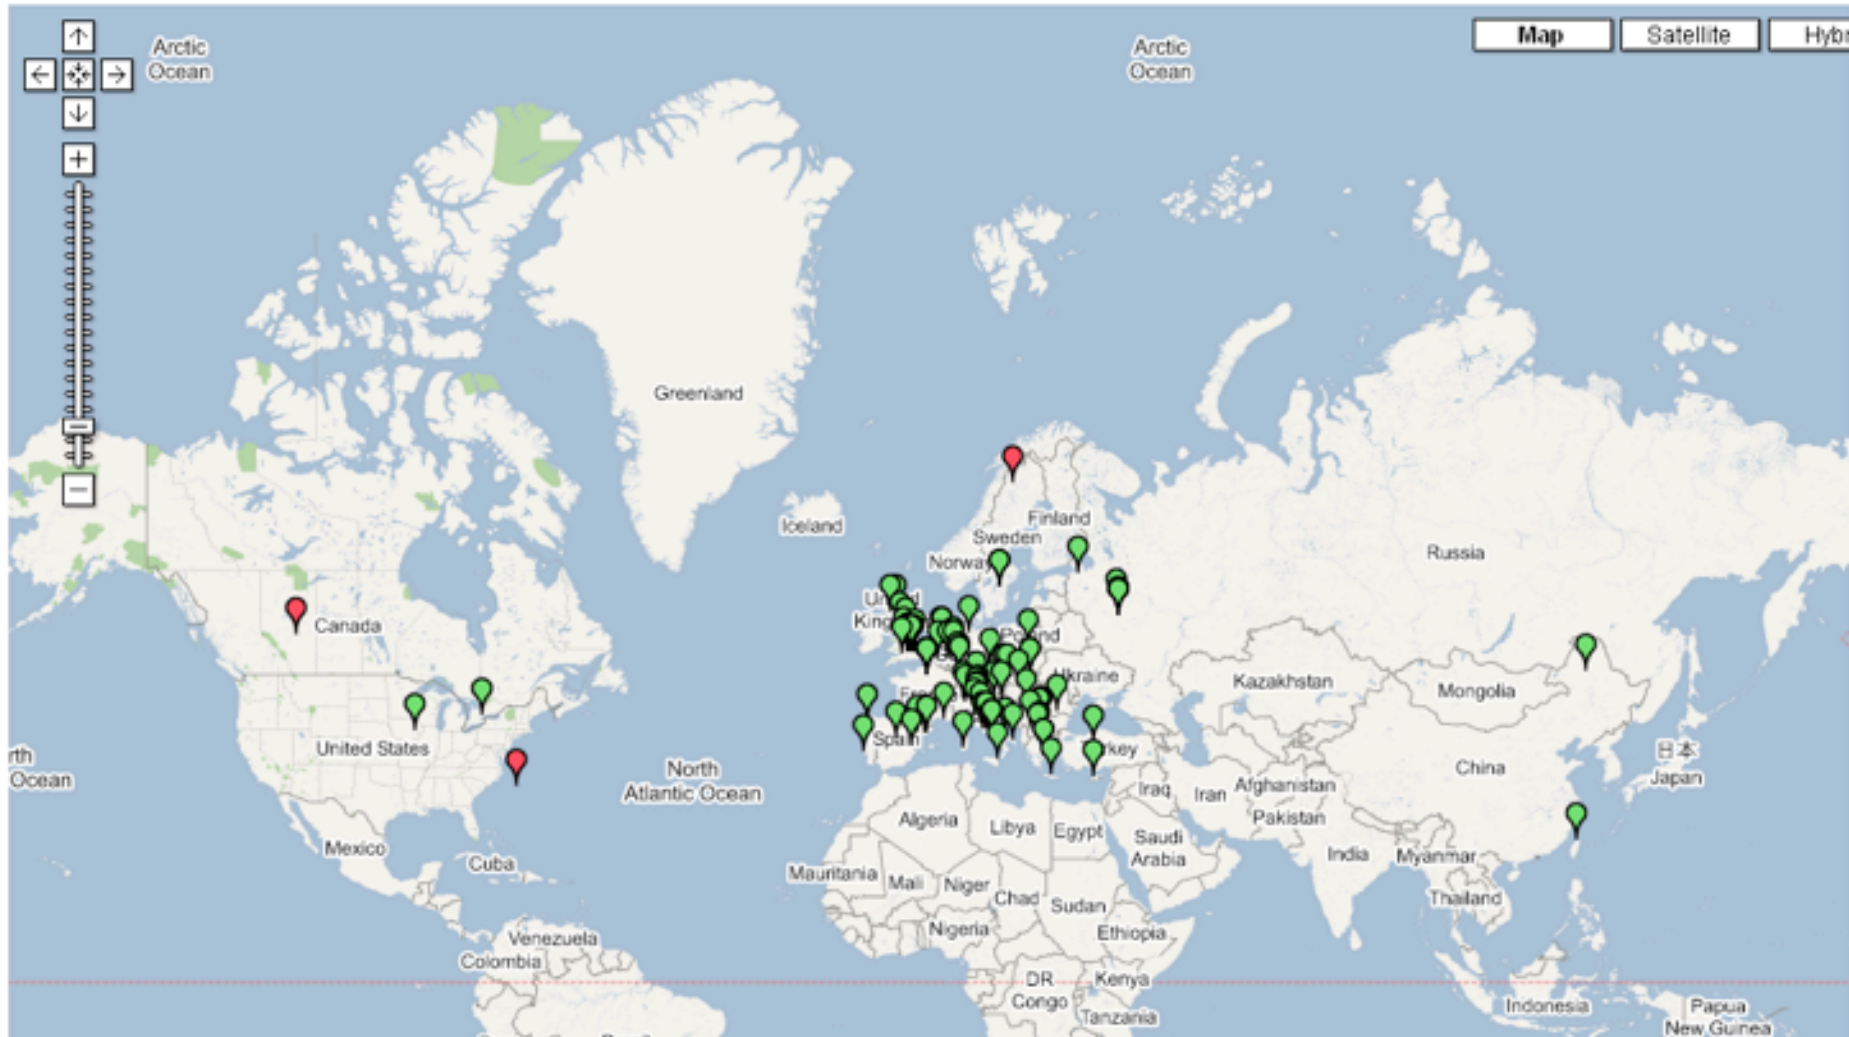 Arctic
Ocean
Arctic
Ocean
Map
Satellite
Hybr
Greenland
Iceland
Finland
Sweden
Norway
Russia
Canada
Poland
Ukraine
Kazakhstan
Mongolia
United States
Spain
rkey
rth
Ocean
North
Atlantic Ocean
日本
Japan
China
Iraq
Iran
Afghanistan
Pakistan
Algeria
Libya
Egypt
Saudi
Arabia
India
Myanmar
Thailand
Mexico
Cuba
Mauritania
Mali
Niger
Chad
Sudan
Nigeria
Ethiopia
Venezuela
Colombia
DR
Congo
Kenya
Tanzania
Indonesia
Papua
New Guinea